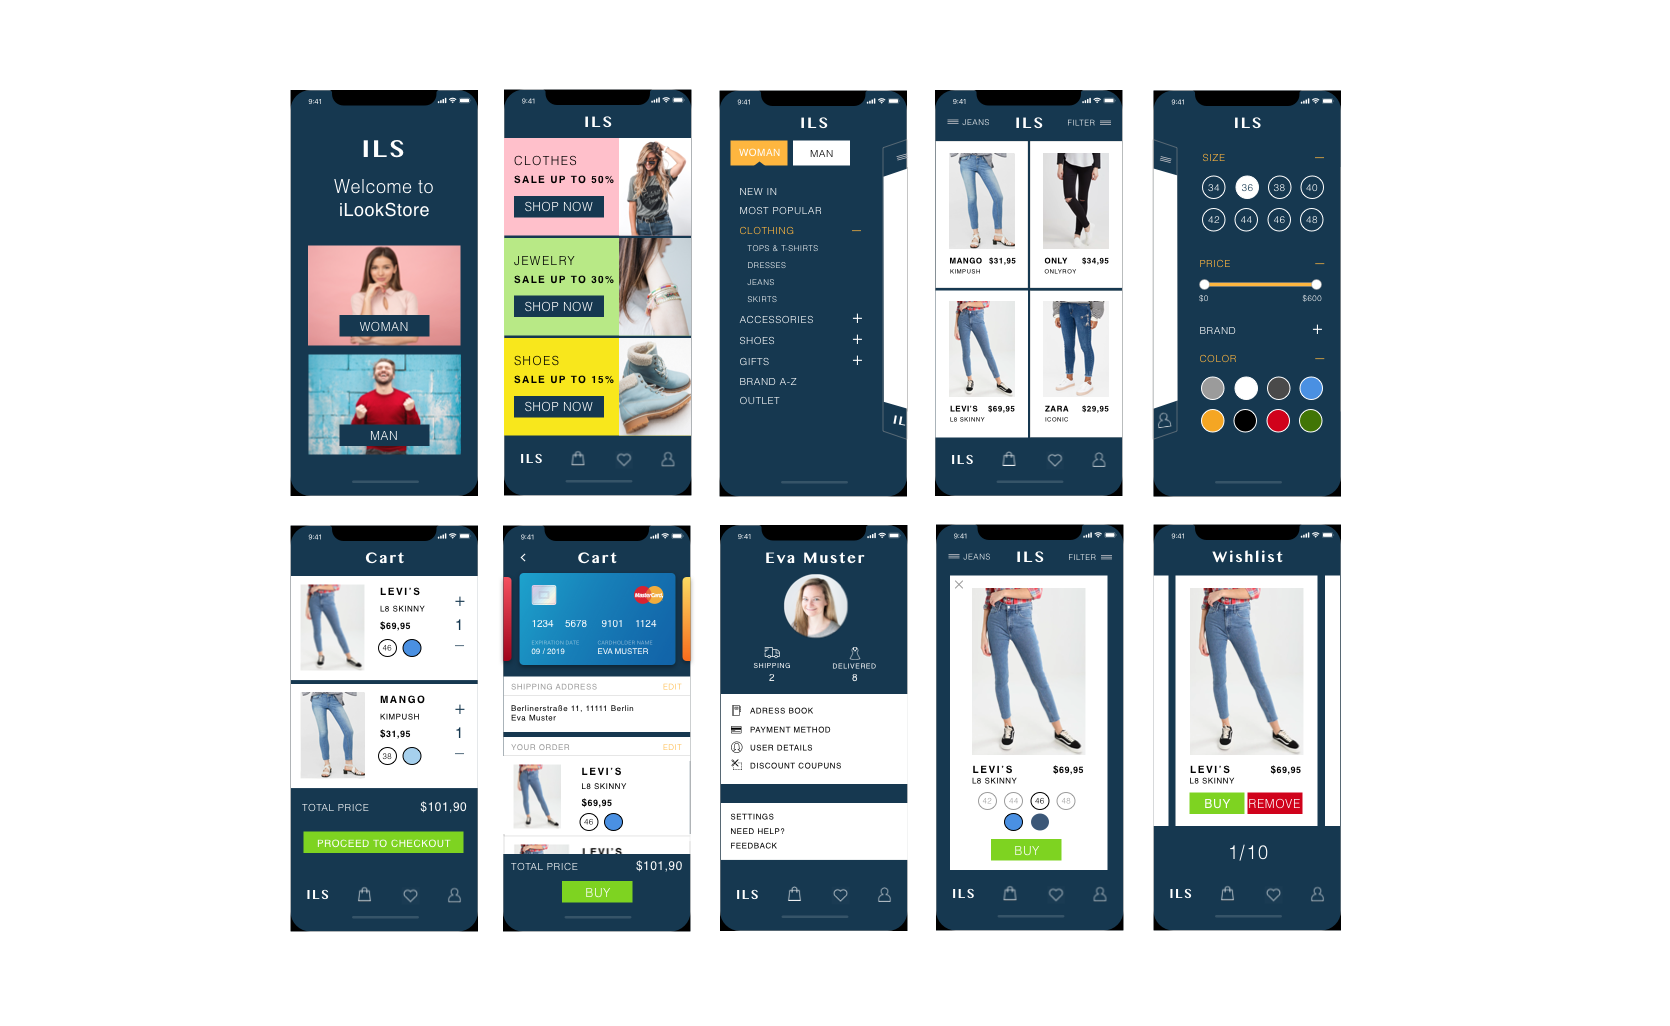 9:41
ILS
Welcome to
iLookStore
WOMAN
MAN
9:41
ILS
CLOTHES
SALE UP TO 50%
SHOP NOW
JEWELRY
SALE UP TO 30%
SHOP NOW
SHOES
SALE UP TO 15%
SHOP NOW
ILS
9:41
ILS
WOMAN MAN
NEW IN
MOST POPULAR
CLOTHING
TOPS & T-SHIRTS
DRESSES
JEANS
SKIRTS
ACCESSORIES
SHOES
GIFTS
BRAND A-Z
OUTLET
IL
9:41
JEANS ILS FILTER
MANGO $31,95
KIMPUSH
ONLY $34,95
ONLYROY
LEVI'S $69,95
L8 SKINNY
ZARA $29,95
ICONIC
ILS
9:41
ILS
SIZE
34 36 38 40
42 44 46 48
PRICE
$0 $600
BRAND
COLOR
9:41
Cart
LEVI'S
L8 SKINNY
$69,95
46
1
MANGO
KIMPUSH
$31,95
38
1
TOTAL PRICE $101,90
PROCEED TO CHECKOUT
ILS
9:41
Cart
MasterCard
1234 5678 9101 1124
EXPIRATION DATE CARDHOLDER NAME
09 / 2019 EVA MUSTER
SHIPPING ADDRESS EDIT
Berlinerstraße 11, 11111 Berlin
Eva Muster
YOUR ORDER EDIT
LEVI'S
L8 SKINNY
$69,95
46
LEVI'S
TOTAL PRICE $101,90
BUY
9:41
Eva Muster
SHIPPING DELIVERED
2 8
ADRESS BOOK
PAYMENT METHOD
USER DETAILS
DISCOUNT COUPUNS
SETTINGS
NEED HELP?
FEEDBACK
ILS
9:41
JEANS ILS FILTER
LEVI'S $69,95
L8 SKINNY
42 44 46 48
BUY
ILS
9:41
Wishlist
LEVI'S $69,95
L8 SKINNY
BUY REMOVE
1/10
ILS